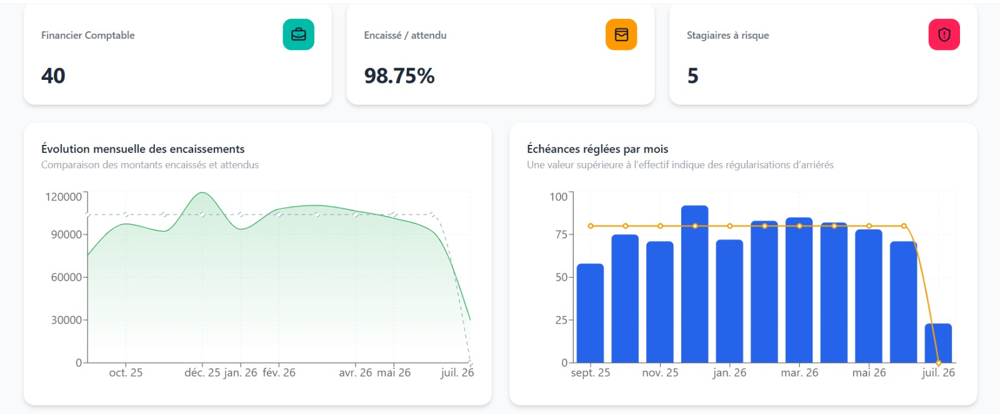 Financier Comptable
40
Encaissé / attendu
98.75%
Stagiaires à risque
5
Évolution mensuelle des encaissements
Comparaison des montants encaissés et attendus
120000
90000
60000
30000
0
oct. 25 déc. 25 jan. 26 fév. 26 avr. 26 mai 26 juil. 26
Échéances réglées par mois
Une valeur supérieure à l’effectif indique des régularisations d’arriérés
100
75
50
25
0
sept. 25 nov. 25 jan. 26 mar. 26 mai 26 juil. 26